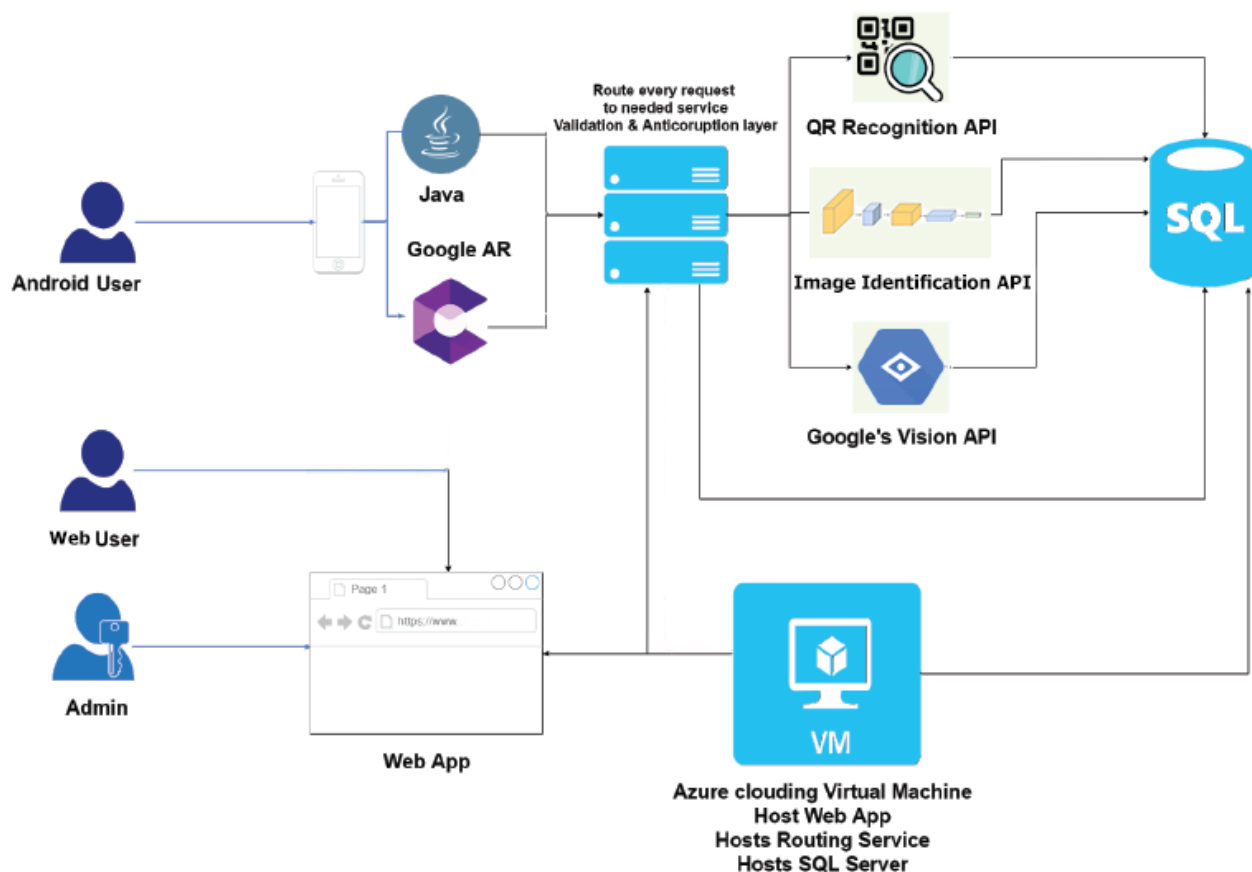 Route every request
to needed service
Validation & Anticoruption layer
QR Recognition API
Java
Google AR
SQL
Android User
Image Identification API
Google's Vision API
Web User
Page 1
https://www.
Admin
Web App
VM
Azure clouding Virtual Machine
Host Web App
Hosts Routing Service
Hosts SQL Server